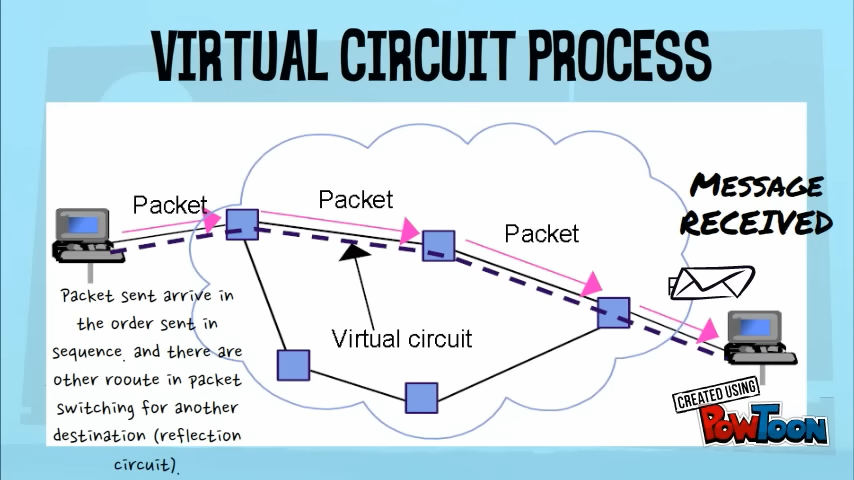 VIRTUAL CIRCUIT PROCESS
Packet
Packet
Packet
MESSAGE
RECEIVED
Virtual circuit
Packet sent arrive in
the order sent in
sequence. and there are
other rooute in packet
switching for another
destination (reflection
circuit).
CREATED USING
POWTOON